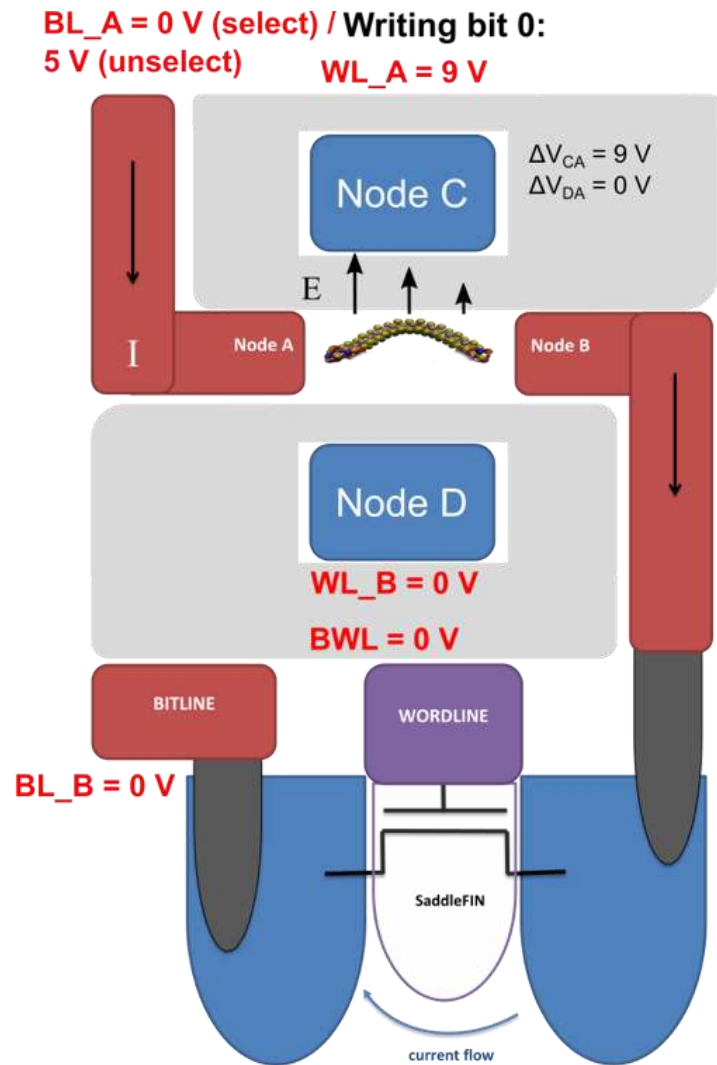 BL_A = 0 V (select) / Writing bit 0:
5 V (unselect)
WL_A = 9 V
Node C
ΔV_CA = 9 V
ΔV_DA = 0 V
E
I
Node A
Node B
Node D
WL_B = 0 V
BWL = 0 V
BITLINE
WORDLINE
BL_B = 0 V
SaddleFIN
current flow